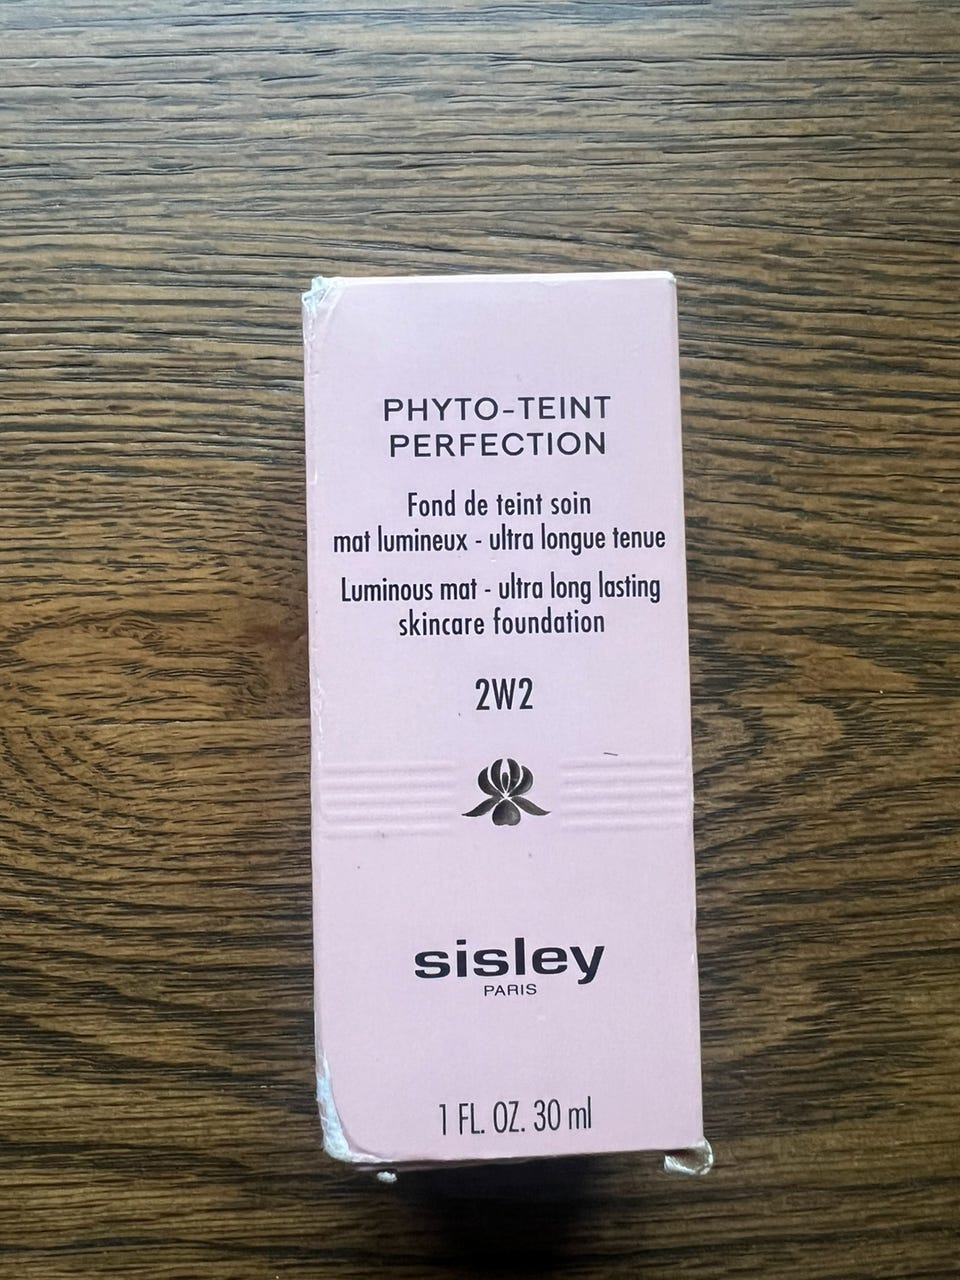 PHYTO-TEINT
PERFECTION
Fond de teint soin
mat lumineux - ultra longue tenue
Luminous mat - ultra long lasting
skincare foundation
2W2
sisley
PARIS
1 FL. OZ. 30 ml